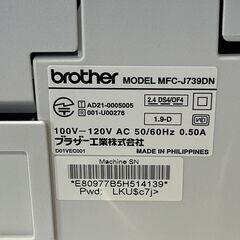 brother MODEL MFC-J739DN
T AD21-0005005
R 001-U00276
2.4 DS4/OF4
1.9-D
100V-120V AC 50/60Hz 0.50A
ブラザー工業株式会社
D01VEC001
MADE IN PHILIPPINES
Machine SN
*E80977B5H514139*
Pwd: LKU$c7j>